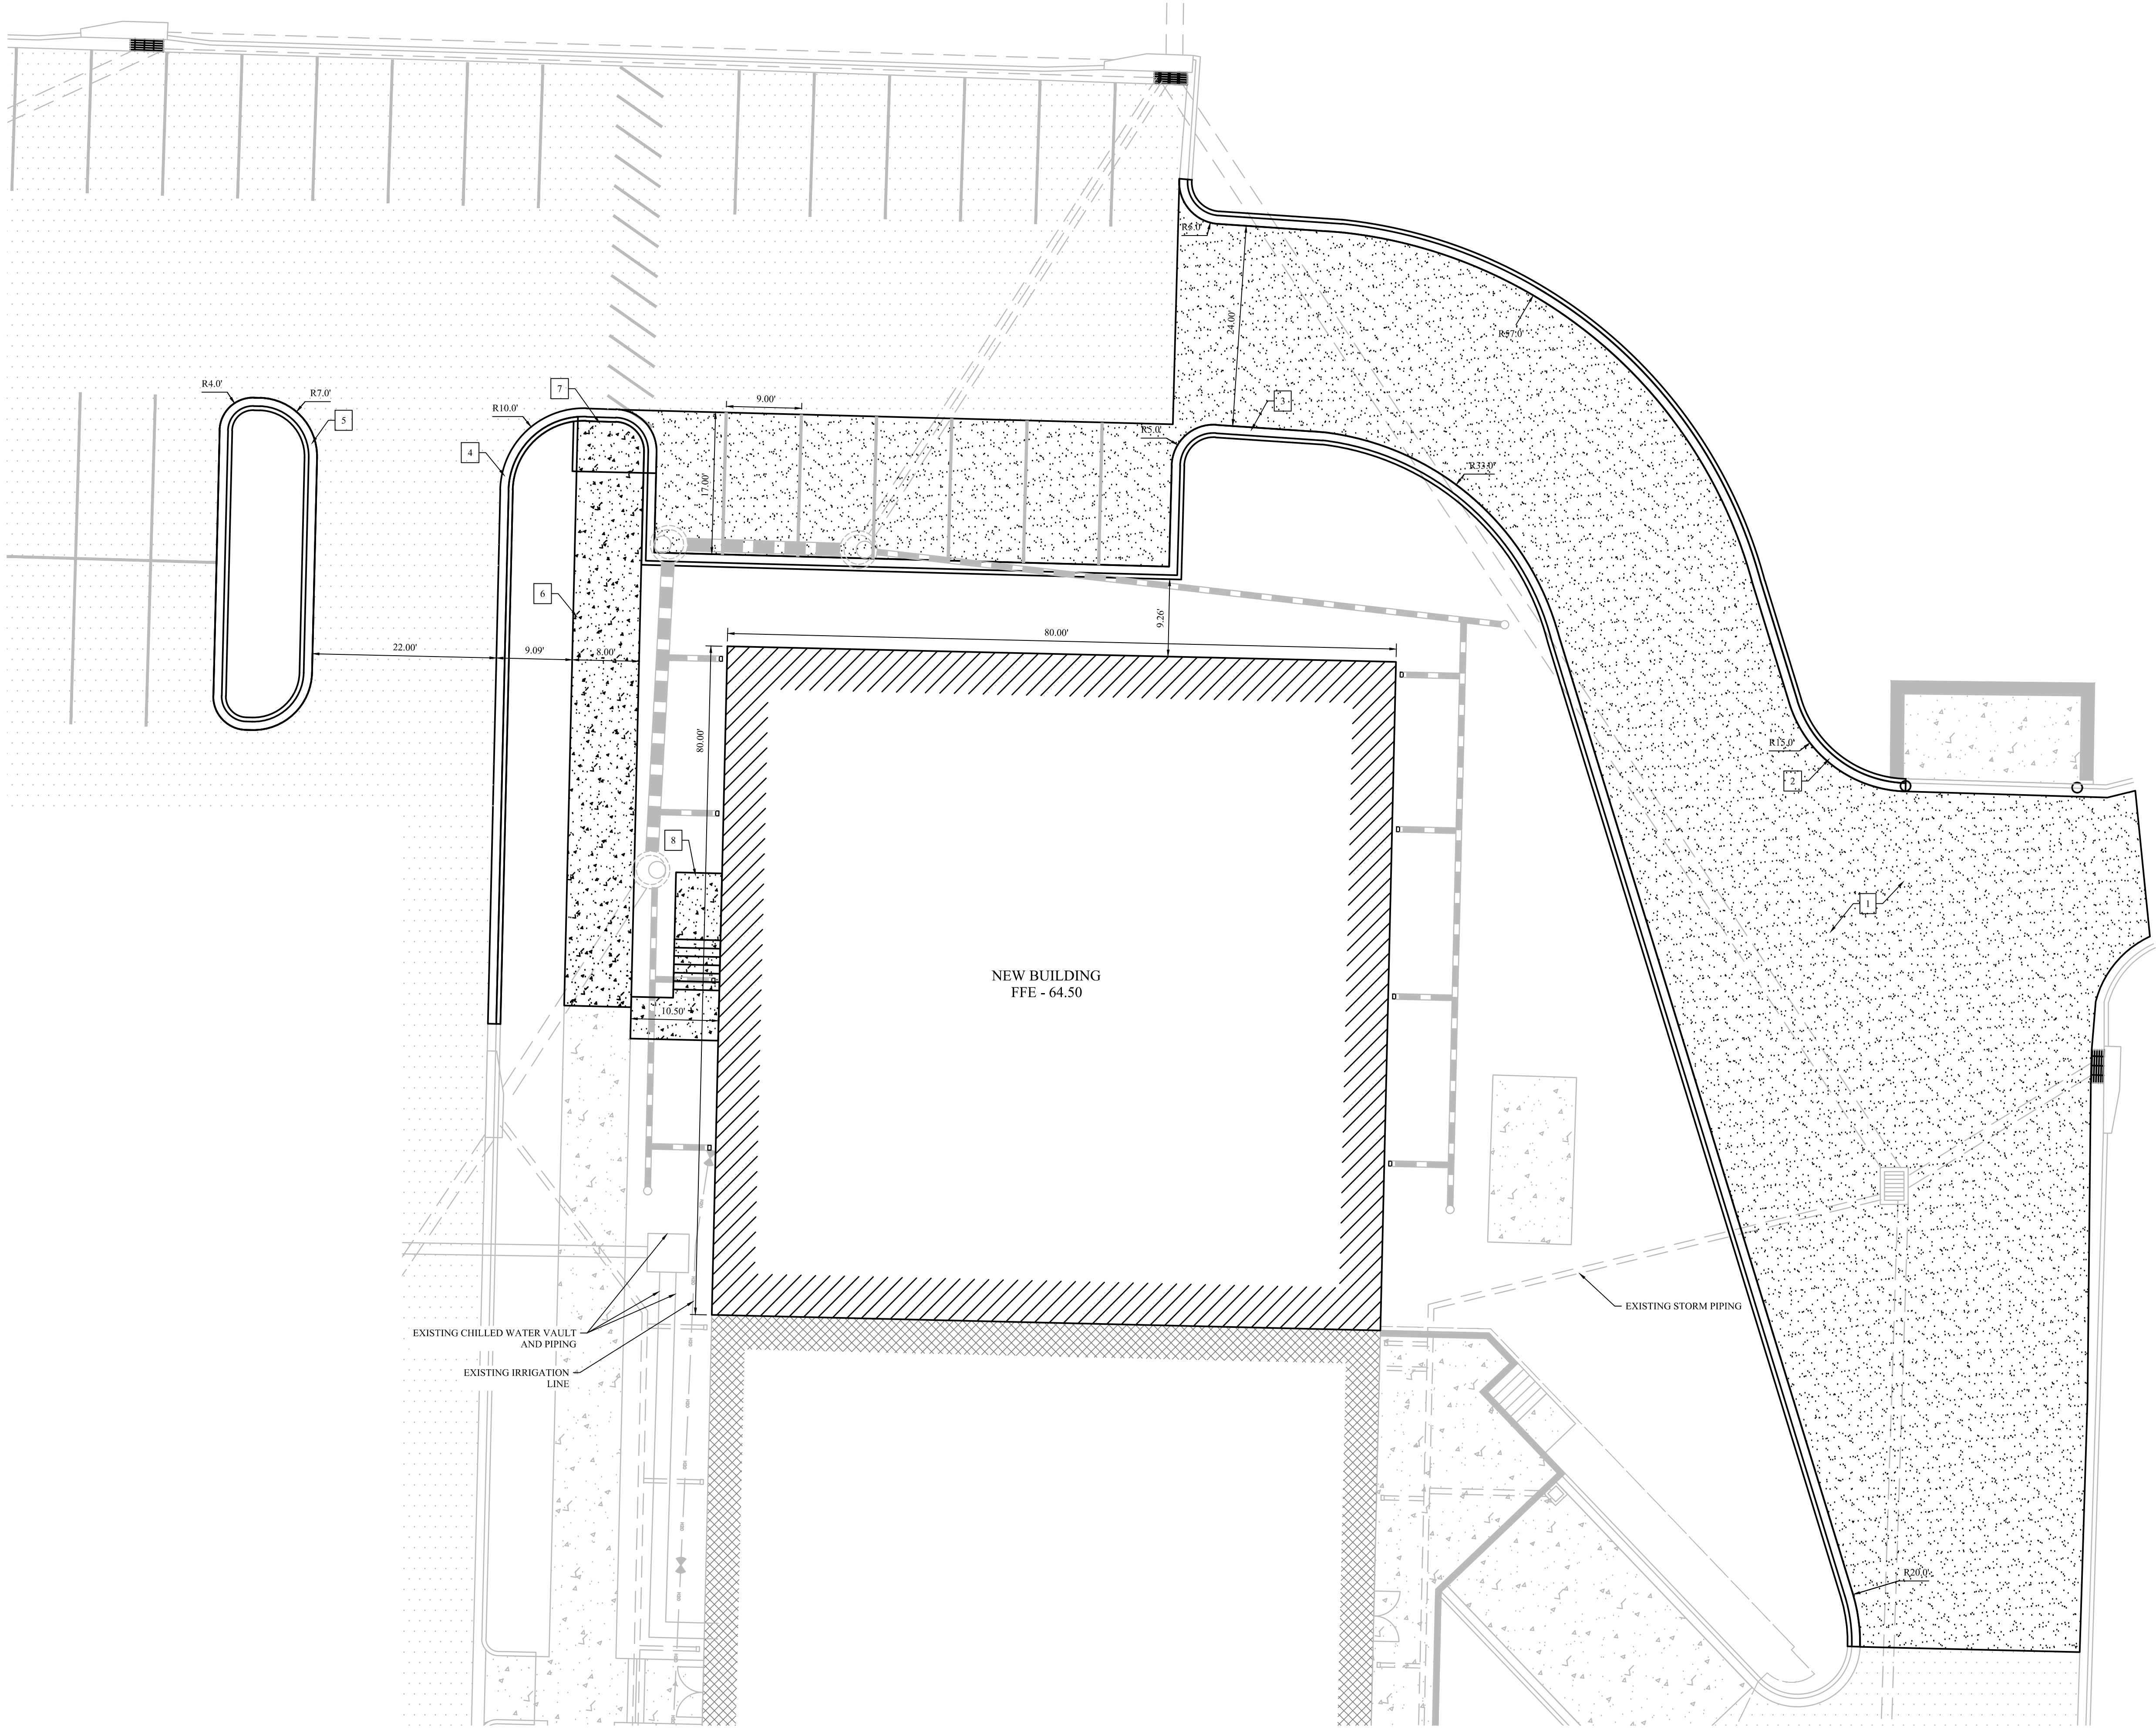 R6.0'
R57.0'
24.00'
R4.0'
R7.0'
5
7
R10.0'
9.00'
3
R5.0'
4
R33.0'
17.00'
6
9.26'
80.00'
22.00'
9.09'
8.00'
80.00'
R15.0'
2
8
1
NEW BUILDING
FFE - 64.50
10.50'
EXISTING STORM PIPING
EXISTING CHILLED WATER VAULT
AND PIPING
EXISTING IRRIGATION
LINE
R20.0'